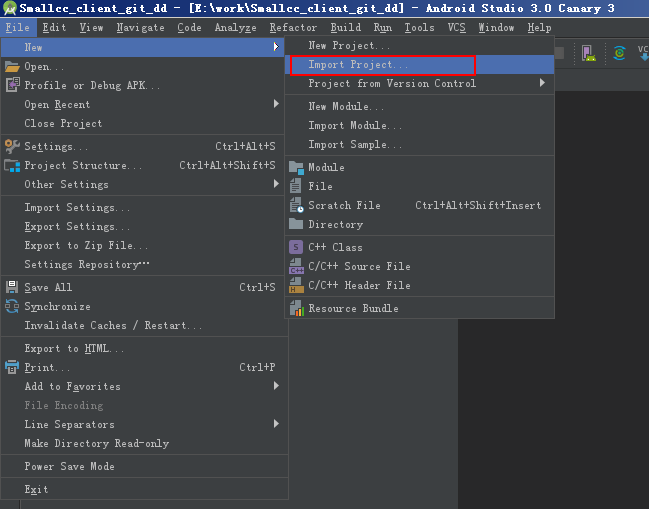 Smallcc_client_git_dd - [E:\work\Smallcc_client_git_dd] - Android Studio 3.0 Canary 3
File Edit View Navigate Code Analyze Refactor Build Run Tools VCS Window Help
New
Open...
Profile or Debug APK...
Open Recent
Close Project
Settings... Ctrl+Alt+S
Project Structure... Ctrl+Alt+Shift+S
Other Settings
Import Settings...
Export Settings...
Export to Zip File...
Settings Repository…
Save All Ctrl+S
Synchronize
Invalidate Caches / Restart...
Export to HTML...
Print... Ctrl+P
Add to Favorites
File Encoding
Line Separators
Make Directory Read-only
Power Save Mode
Exit
New Project...
Import Project...
Project from Version Control
New Module...
Import Module...
Import Sample...
Module
File
Scratch File Ctrl+Alt+Shift+Insert
Directory
C++ Class
C/C++ Source File
C/C++ Header File
Resource Bundle